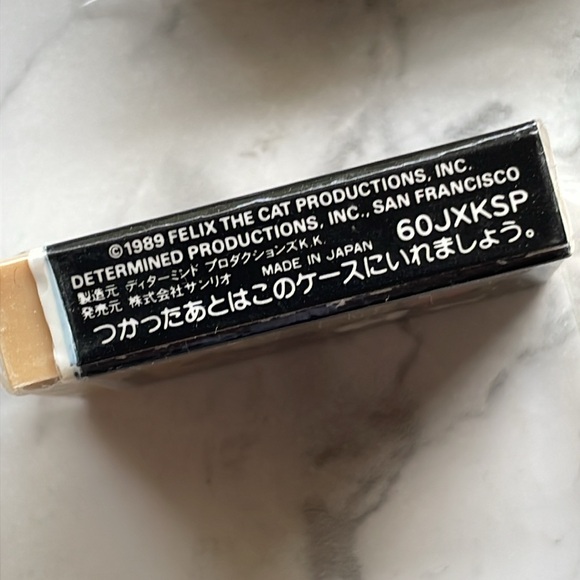 ©1989 FELIX THE CAT PRODUCTIONS, INC.
DETERMINED PRODUCTIONS, INC., SAN FRANCISCO
製造元 ディターミンド プロダクションズK.K.
発売元 株式会社サンリオ MADE IN JAPAN 60JXKSP
つかったあとはこのケースにいれましょう。